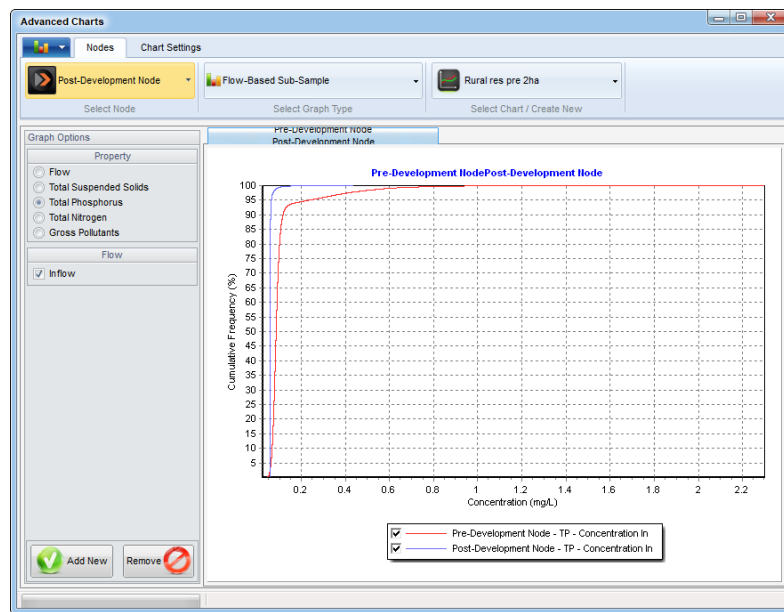 Advanced Charts
Nodes
Chart Settings
Post-Development Node
Flow-Based Sub-Sample
Rural res pre 2ha
Select Node
Select Graph Type
Select Chart / Create New
Graph Options
Property
Flow
Total Suspended Solids
Total Phosphorus
Total Nitrogen
Gross Pollutants
Flow
Inflow
Add New
Remove
Pre-Development Node
Post-Development Node
Pre-Development NodePost-Development Node
Cumulative Frequency (%)
100
95
90
85
80
75
70
65
60
55
50
45
40
35
30
25
20
15
10
5
0.2 0.4 0.6 0.8 1 1.2 1.4 1.6 1.8 2 2.2
Concentration (mg/L)
Pre-Development Node - TP - Concentration In
Post-Development Node - TP - Concentration In